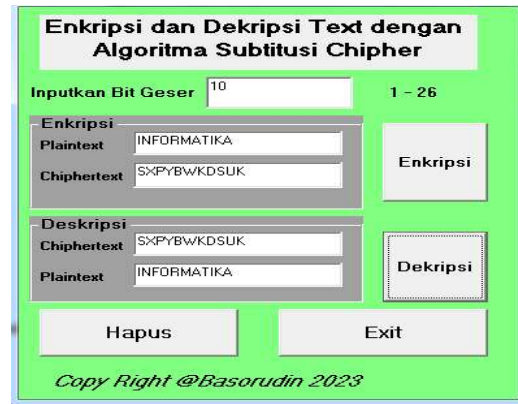 Enkripsi dan Dekripsi Text dengan
Algoritma Subtitusi Chipher
Inputkan Bit Geser 10 1 - 26
Enkripsi
Plaintext INFORMATIKA
Chiphertext SXPYBWKDSUK
Enkripsi
Deskripsi
Chiphertext SXPYBWKDSUK
Plaintext INFORMATIKA
Dekripsi
Hapus Exit
Copy Right @Basorudin 2023